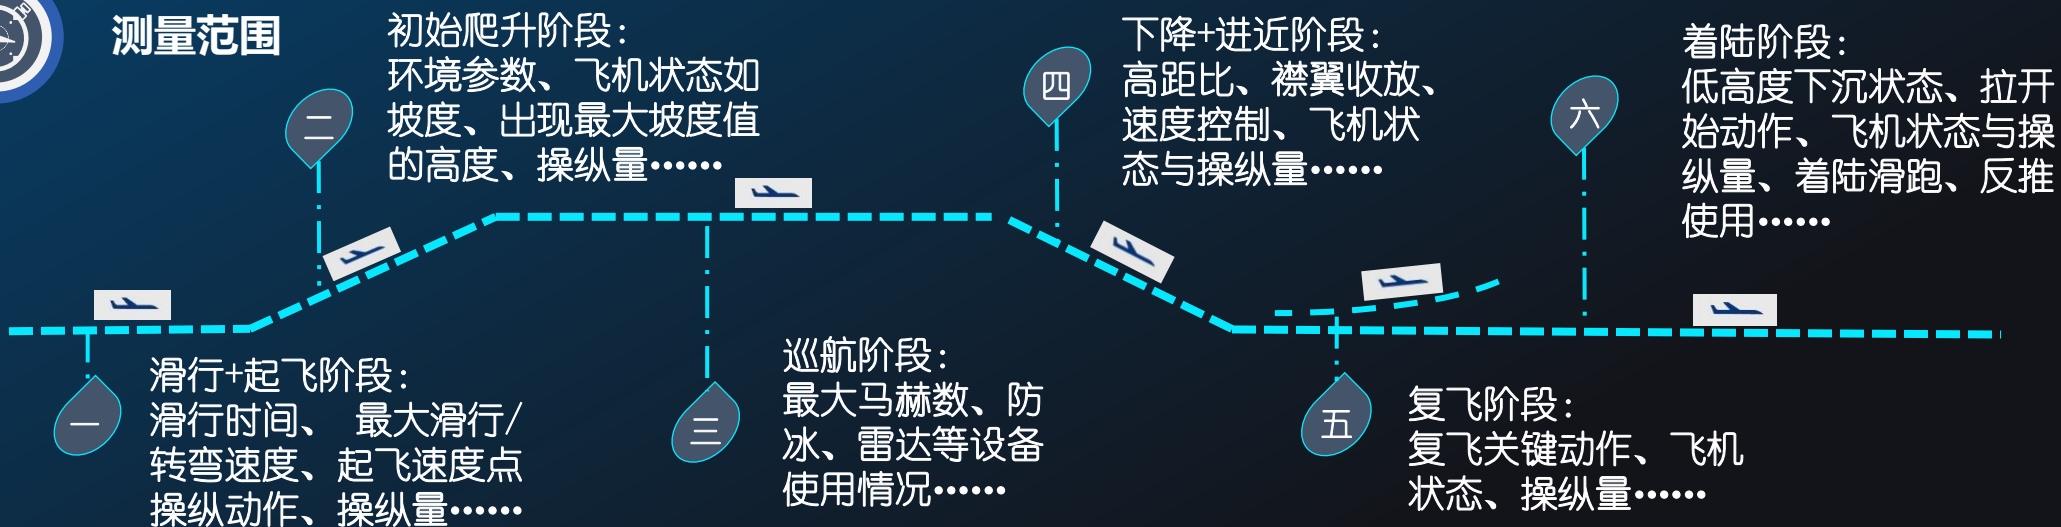 测量范围
一
滑行+起飞阶段：
滑行时间、 最大滑行/
转弯速度、起飞速度点
操纵动作、操纵量······
二
初始爬升阶段：
环境参数、飞机状态如
坡度、出现最大坡度值
的高度、操纵量······
三
巡航阶段：
最大马赫数、防
冰、雷达等设备
使用情况······
四
下降+进近阶段：
高距比、襟翼收放、
速度控制、飞机状
态与操纵量······
五
复飞阶段：
复飞关键动作、飞机
状态、操纵量······
六
着陆阶段：
低高度下沉状态、拉开
始动作、飞机状态与操
纵量、着陆滑跑、反推
使用······